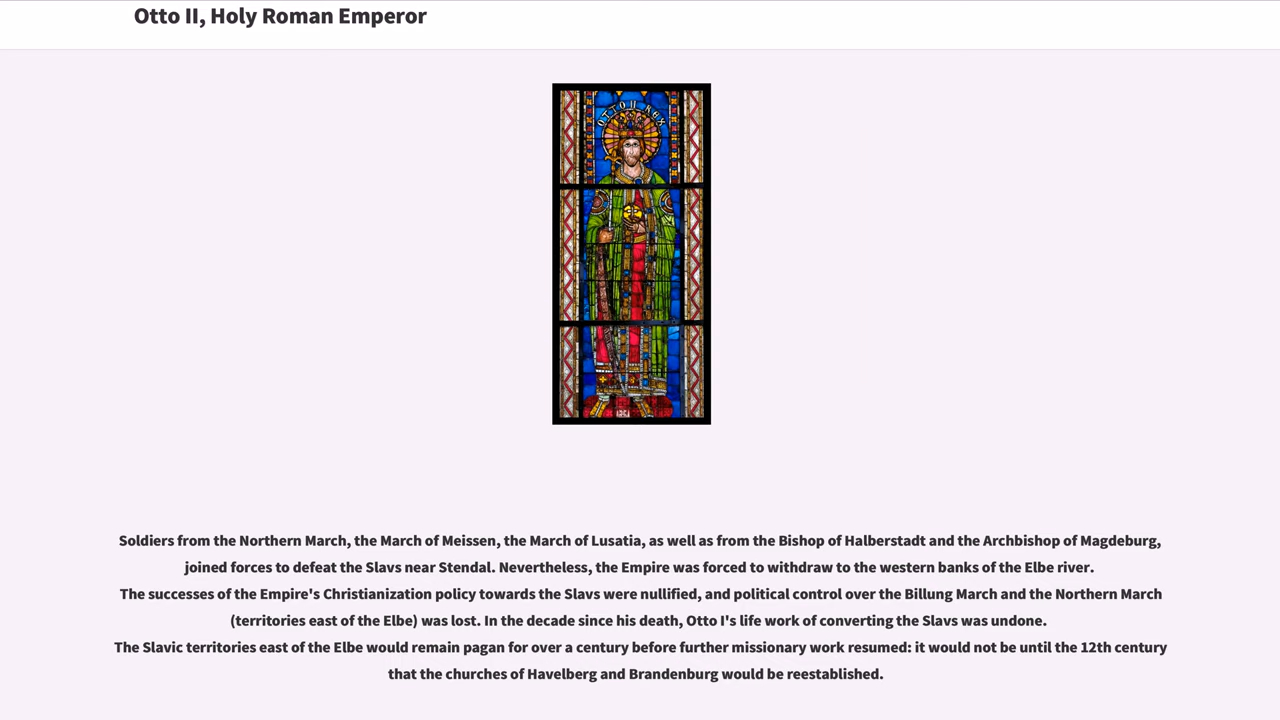 Otto II, Holy Roman Emperor
OTTO II REX
Soldiers from the Northern March, the March of Meissen, the March of Lusatia, as well as from the Bishop of Halberstadt and the Archbishop of Magdeburg,
joined forces to defeat the Slavs near Stendal. Nevertheless, the Empire was forced to withdraw to the western banks of the Elbe river.
The successes of the Empire's Christianization policy towards the Slavs were nullified, and political control over the Billung March and the Northern March
(territories east of the Elbe) was lost. In the decade since his death, Otto I's life work of converting the Slavs was undone.
The Slavic territories east of the Elbe would remain pagan for over a century before further missionary work resumed: it would not be until the 12th century
that the churches of Havelberg and Brandenburg would be reestablished.